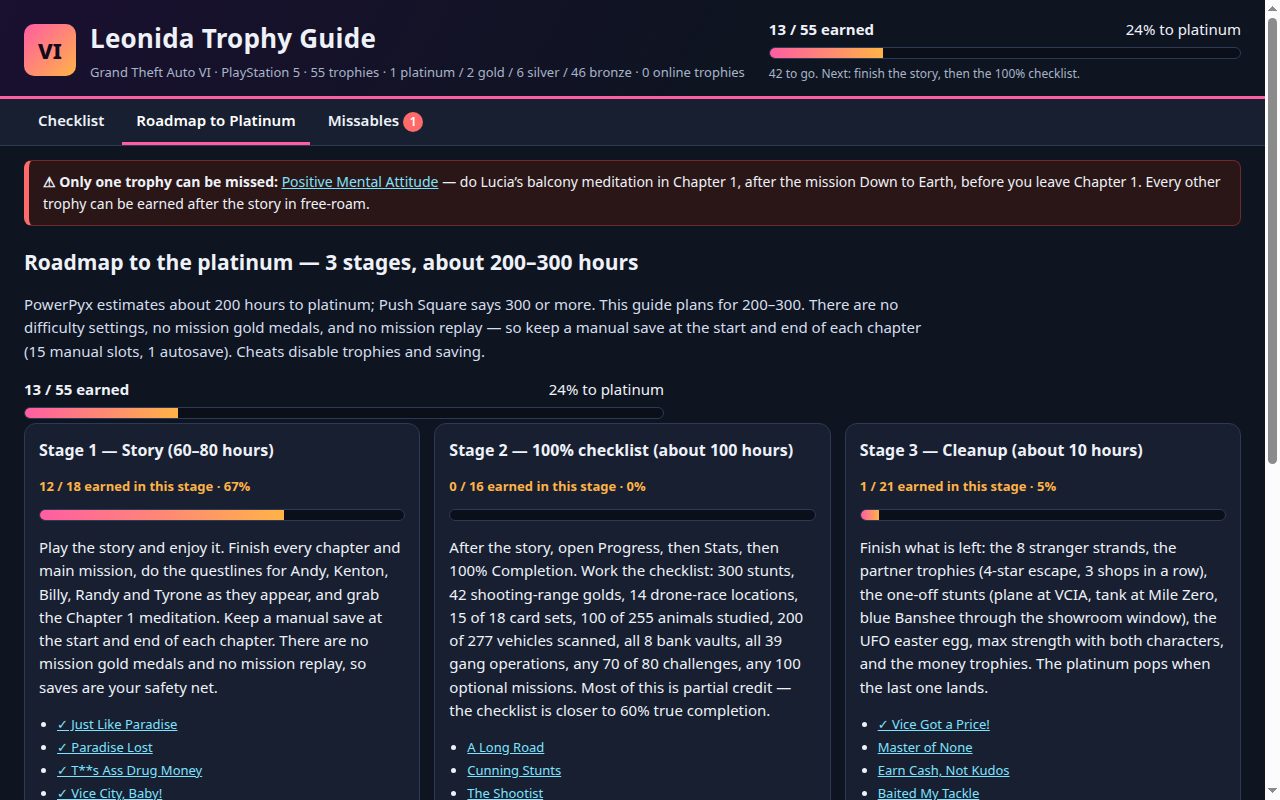 VI
Leonida Trophy Guide
Grand Theft Auto VI · PlayStation 5 · 55 trophies · 1 platinum / 2 gold / 6 silver / 46 bronze · 0 online trophies
13 / 55 earned
24% to platinum
42 to go. Next: finish the story, then the 100% checklist.
Checklist
Roadmap to Platinum
Missables 1
⚠ Only one trophy can be missed: Positive Mental Attitude — do Lucia’s balcony meditation in Chapter 1, after the mission Down to Earth, before you leave Chapter 1. Every other
trophy can be earned after the story in free-roam.
Roadmap to the platinum — 3 stages, about 200–300 hours
PowerPyx estimates about 200 hours to platinum; Push Square says 300 or more. This guide plans for 200–300. There are no
difficulty settings, no mission gold medals, and no mission replay — so keep a manual save at the start and end of each chapter
(15 manual slots, 1 autosave). Cheats disable trophies and saving.
13 / 55 earned
24% to platinum
Stage 1 — Story (60–80 hours)
12 / 18 earned in this stage · 67%
Play the story and enjoy it. Finish every chapter and
main mission, do the questlines for Andy, Kenton,
Billy, Randy and Tyrone as they appear, and grab
the Chapter 1 meditation. Keep a manual save at
the start and end of each chapter. There are no
mission gold medals and no mission replay, so
saves are your safety net.
• ✓ Just Like Paradise
• ✓ Paradise Lost
• ✓ T**s Ass Drug Money
• ✓ Vice City, Baby!
Stage 2 — 100% checklist (about 100 hours)
0 / 16 earned in this stage · 0%
After the story, open Progress, then Stats, then
100% Completion. Work the checklist: 300 stunts,
42 shooting-range golds, 14 drone-race locations,
15 of 18 card sets, 100 of 255 animals studied, 200
of 277 vehicles scanned, all 8 bank vaults, all 39
gang operations, any 70 of 80 challenges, any 100
optional missions. Most of this is partial credit —
the checklist is closer to 60% true completion.
• A Long Road
• Cunning Stunts
• The Shootist
Stage 3 — Cleanup (about 10 hours)
1 / 21 earned in this stage · 5%
Finish what is left: the 8 stranger strands, the
partner trophies (4-star escape, 3 shops in a row),
the one-off stunts (plane at VCIA, tank at Mile Zero,
blue Banshee through the showroom window), the
UFO easter egg, max strength with both characters,
and the money trophies. The platinum pops when
the last one lands.
• ✓ Vice Got a Price!
• Master of None
• Earn Cash, Not Kudos
• Baited My Tackle